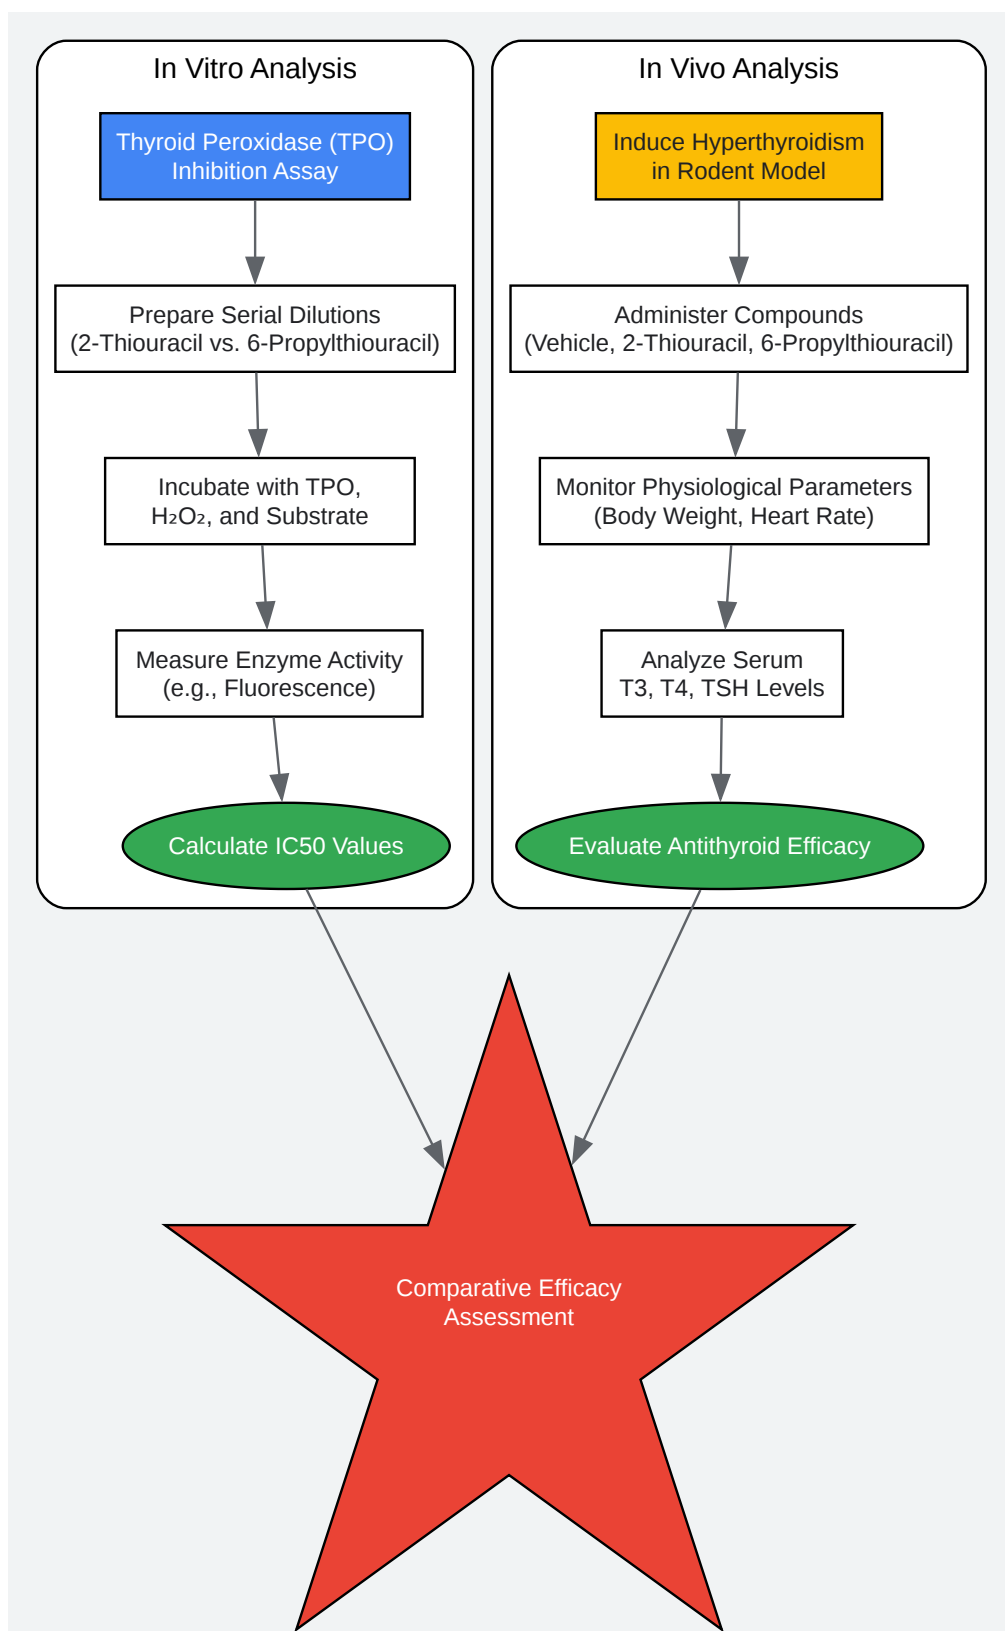 In Vitro Analysis
Thyroid Peroxidase (TPO)
Inhibition Assay
Prepare Serial Dilutions
(2-Thiouracil vs. 6-Propylthiouracil)
Incubate with TPO,
H₂O₂, and Substrate
Measure Enzyme Activity
(e.g., Fluorescence)
Calculate IC50 Values
In Vivo Analysis
Induce Hyperthyroidism
in Rodent Model
Administer Compounds
(Vehicle, 2-Thiouracil, 6-Propylthiouracil)
Monitor Physiological Parameters
(Body Weight, Heart Rate)
Analyze Serum
T3, T4, TSH Levels
Evaluate Antithyroid Efficacy
Comparative Efficacy
Assessment